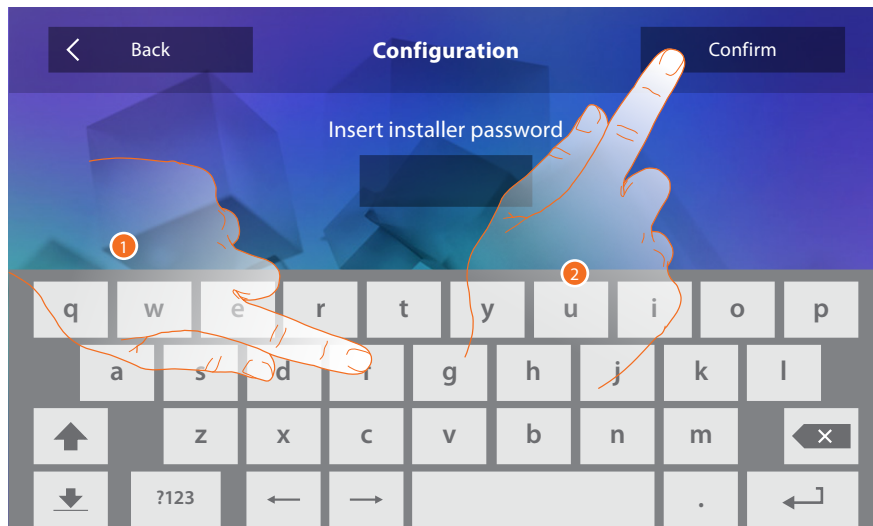 Back Configuration Confirm
Insert installer password
1
2
q w e r t y u i o p
a s d f g h j k l
z x c v b n m
?123 .